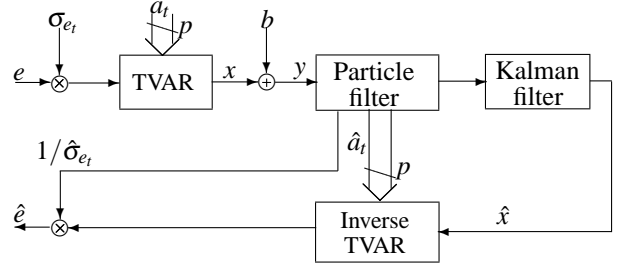 σ_{e_t}
a_t
p
b
e
TVAR
x
y
Particle
filter
Kalman
filter
1/σ̂_{e_t}
â_t
p
ê
Inverse
TVAR
x̂